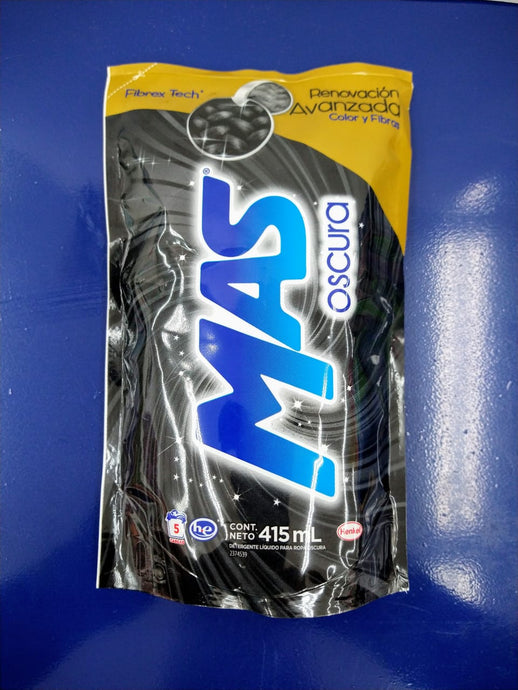 Fibrex Tech*
Renovación
Avanzada
Color y Fibras
MAS®
oscura
5
he
CONT.
NETO 415 mL
DETERGENTE LÍQUIDO PARA ROPA OSCURA
2374539
Henkel